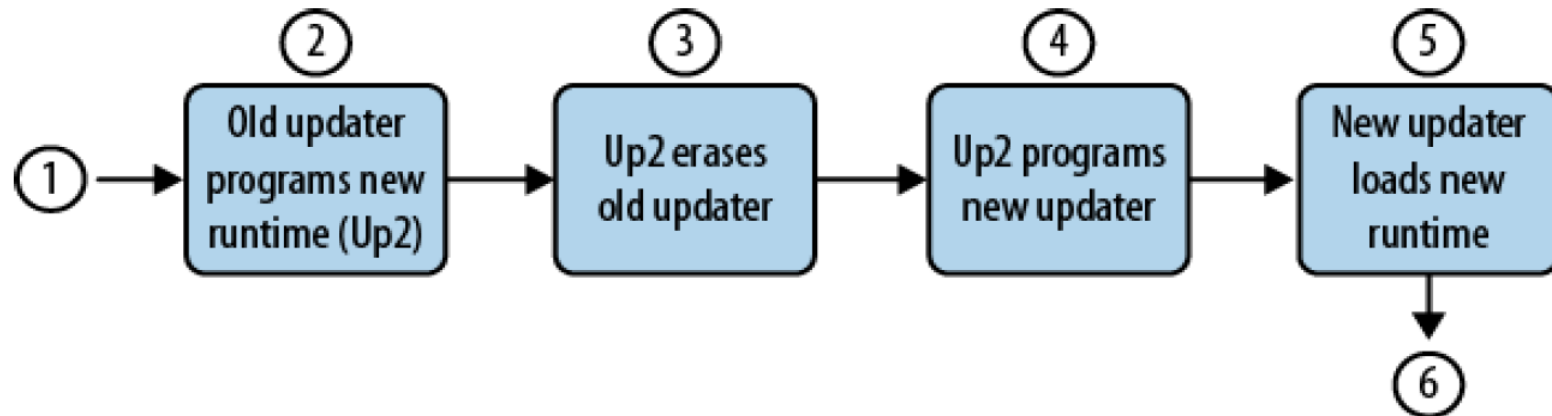 2
3
4
5
1
Old updater
programs new
runtime (Up2)
Up2 erases
old updater
Up2 programs
new updater
New updater
loads new
runtime
6